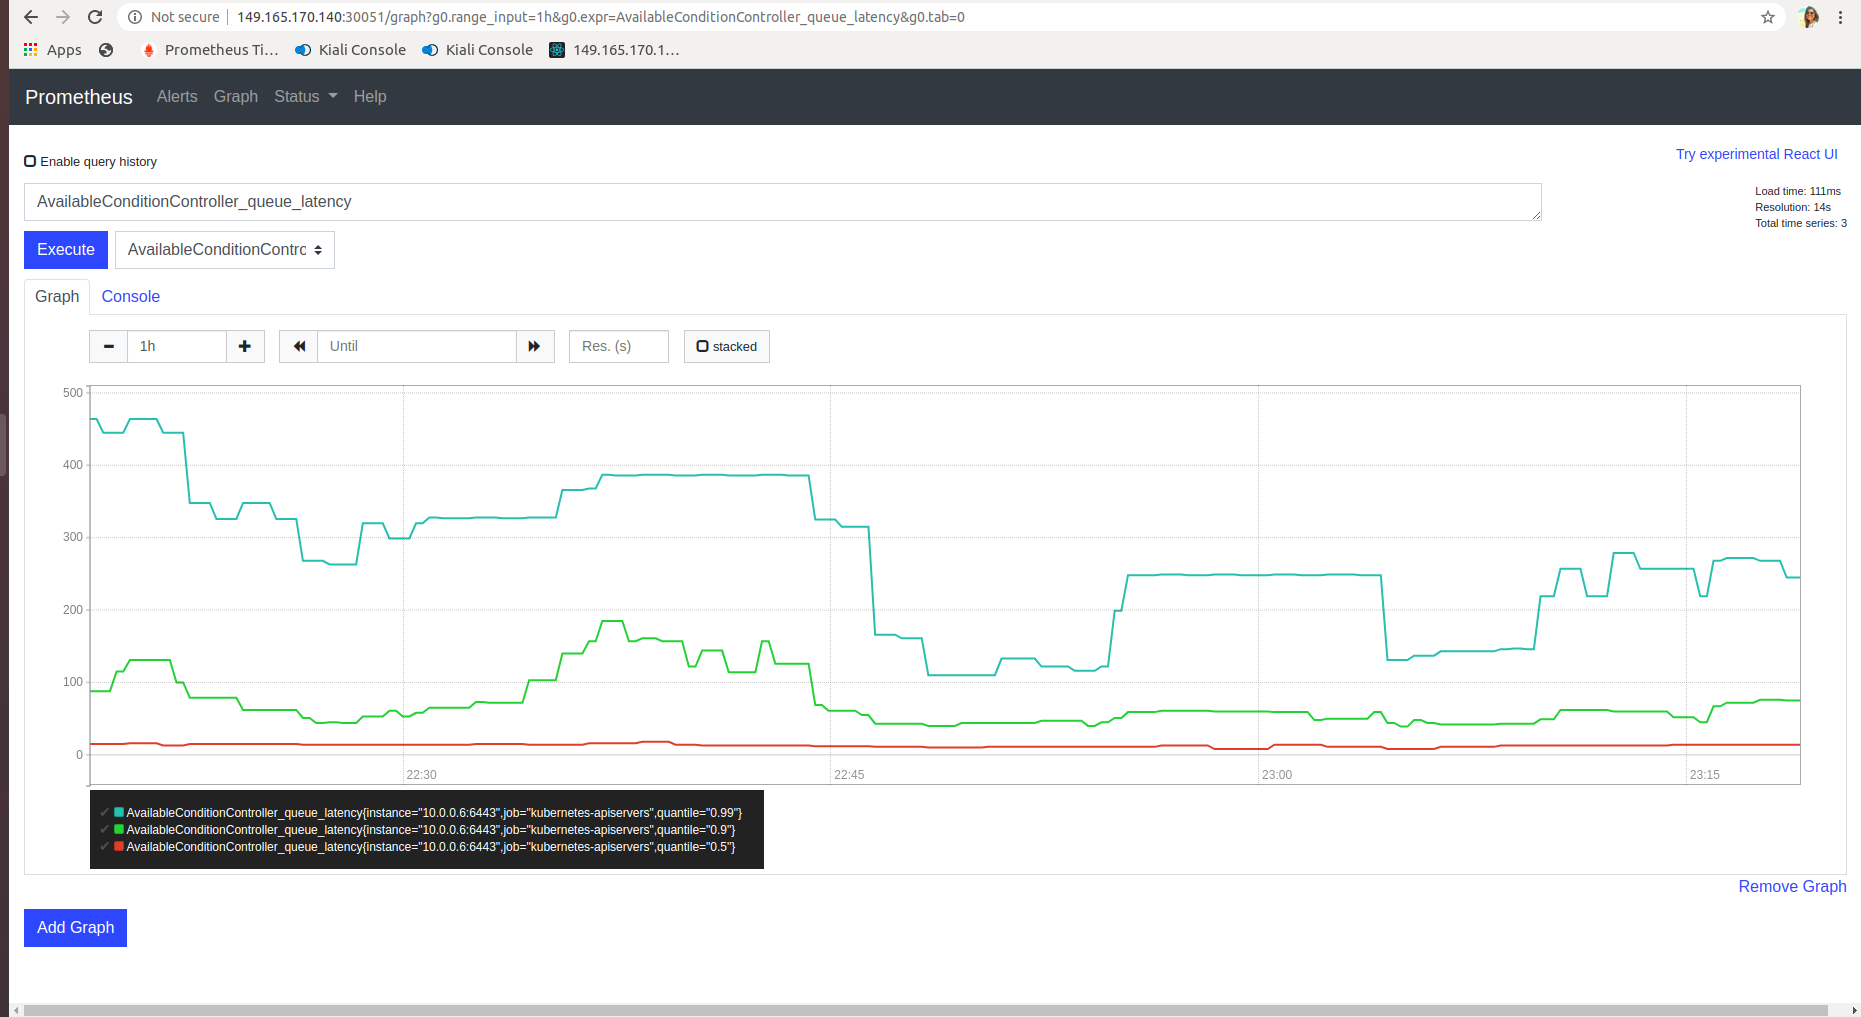 Not secure | 149.165.170.140:30051/graph?g0.range_input=1h&g0.expr=AvailableConditionController_queue_latency&g0.tab=0
Apps Prometheus Ti... Kiali Console Kiali Console 149.165.170.1...
Prometheus Alerts Graph Status Help
Enable query history
Try experimental React UI
AvailableConditionController_queue_latency
Load time: 111ms
Resolution: 14s
Total time series: 3
Execute AvailableConditionContro
Graph Console
1h Until Res. (s) stacked
500
400
300
200
100
0
22:30 22:45 23:00 23:15
✔ AvailableConditionController_queue_latency{instance="10.0.0.6:6443",job="kubernetes-apiservers",quantile="0.99"}
✔ AvailableConditionController_queue_latency{instance="10.0.0.6:6443",job="kubernetes-apiservers",quantile="0.9"}
✔ AvailableConditionController_queue_latency{instance="10.0.0.6:6443",job="kubernetes-apiservers",quantile="0.5"}
Remove Graph
Add Graph